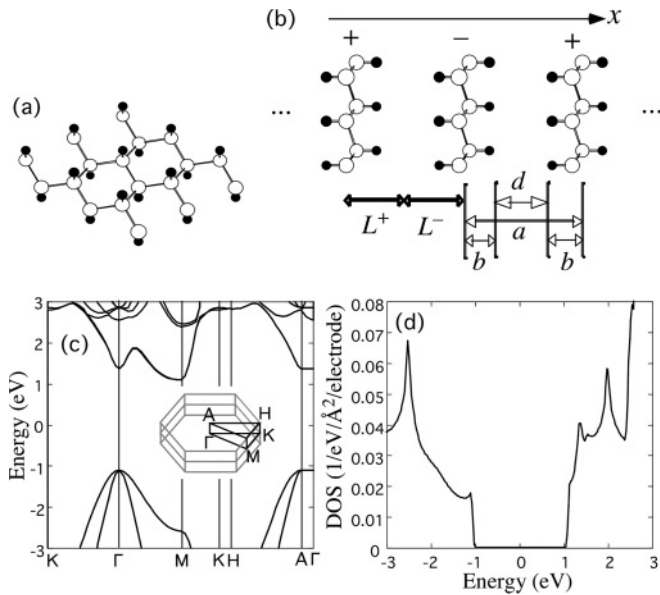 (a)
(b)
x
+ − +
... ...
L⁺ L⁻
d
a
b b
(c)
Energy (eV)
3
2
1
0
-1
-2
-3
K Γ M K H A Γ
A H
Γ K
M
(d)
DOS (1/eV/Å²/electrode)
0.08
0.07
0.06
0.05
0.04
0.03
0.02
0.01
0
-3 -2 -1 0 1 2 3
Energy (eV)